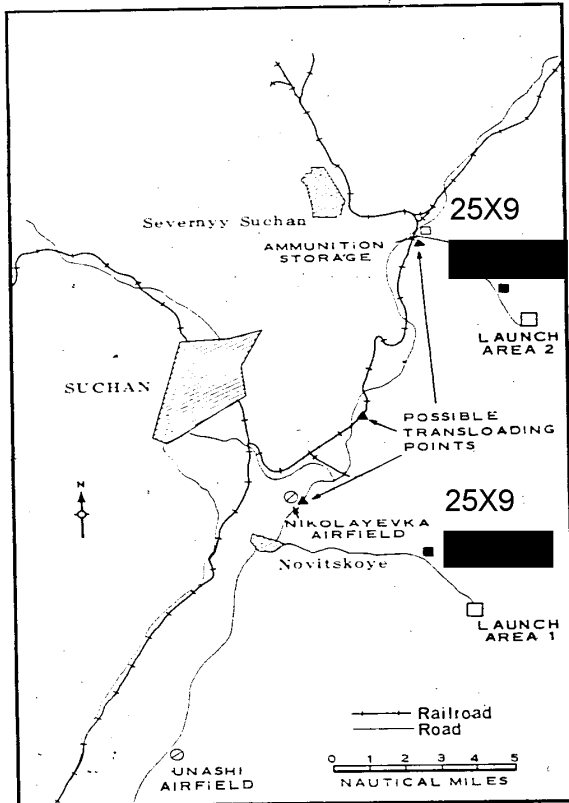 25X9
Severnyy Suchan
AMMUNITION
STORAGE
LAUNCH
AREA 2
SUCHAN
POSSIBLE
TRANSLOADING
POINTS
N
25X9
NIKOLAYEVKA
AIRFIELD
Novitskoye
LAUNCH
AREA 1
Railroad
Road
0 1 2 3 4 5
NAUTICAL MILES
UNASHI
AIRFIELD